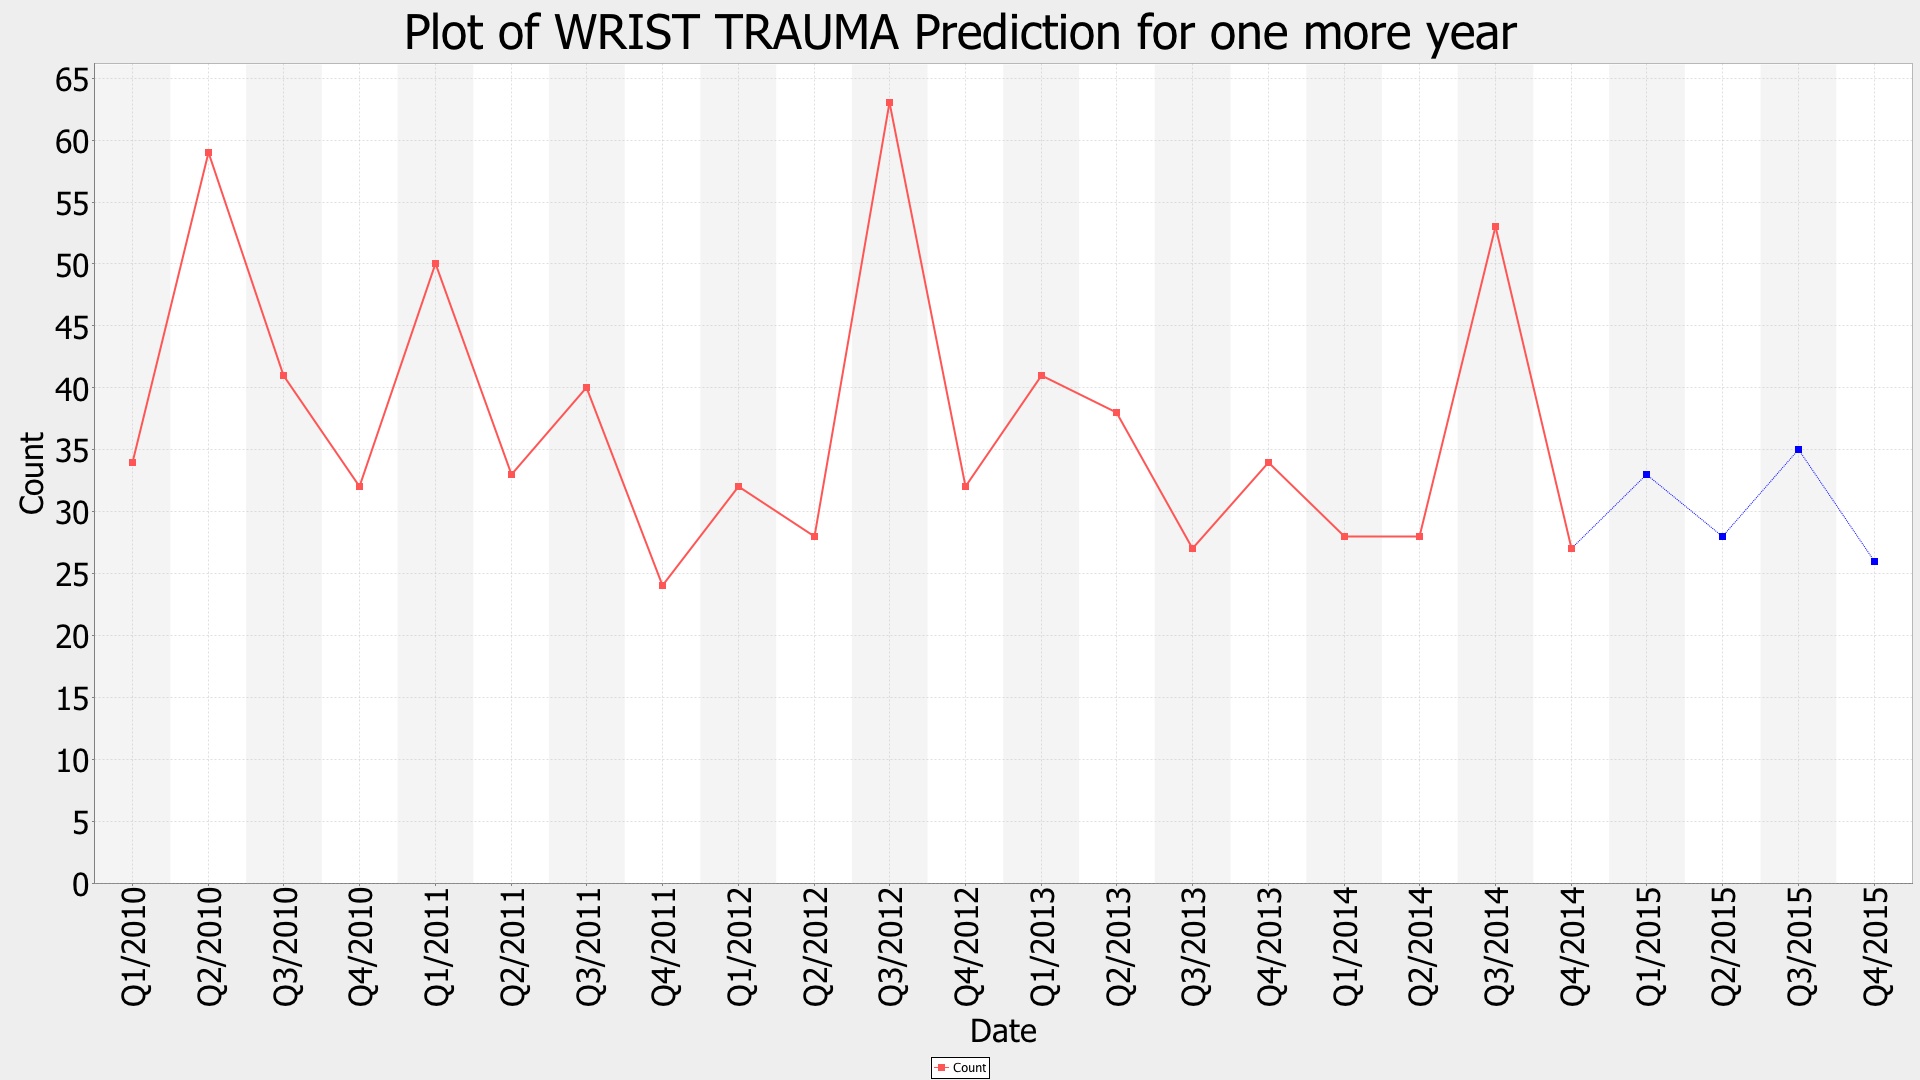 Plot of WRIST TRAUMA Prediction for one more year
65
60
55
50
45
40
35
30
25
20
15
10
5
0
Count
Q1/2010
Q2/2010
Q3/2010
Q4/2010
Q1/2011
Q2/2011
Q3/2011
Q4/2011
Q1/2012
Q2/2012
Q3/2012
Q4/2012
Q1/2013
Q2/2013
Q3/2013
Q4/2013
Q1/2014
Q2/2014
Q3/2014
Q4/2014
Q1/2015
Q2/2015
Q3/2015
Q4/2015
Date
Count